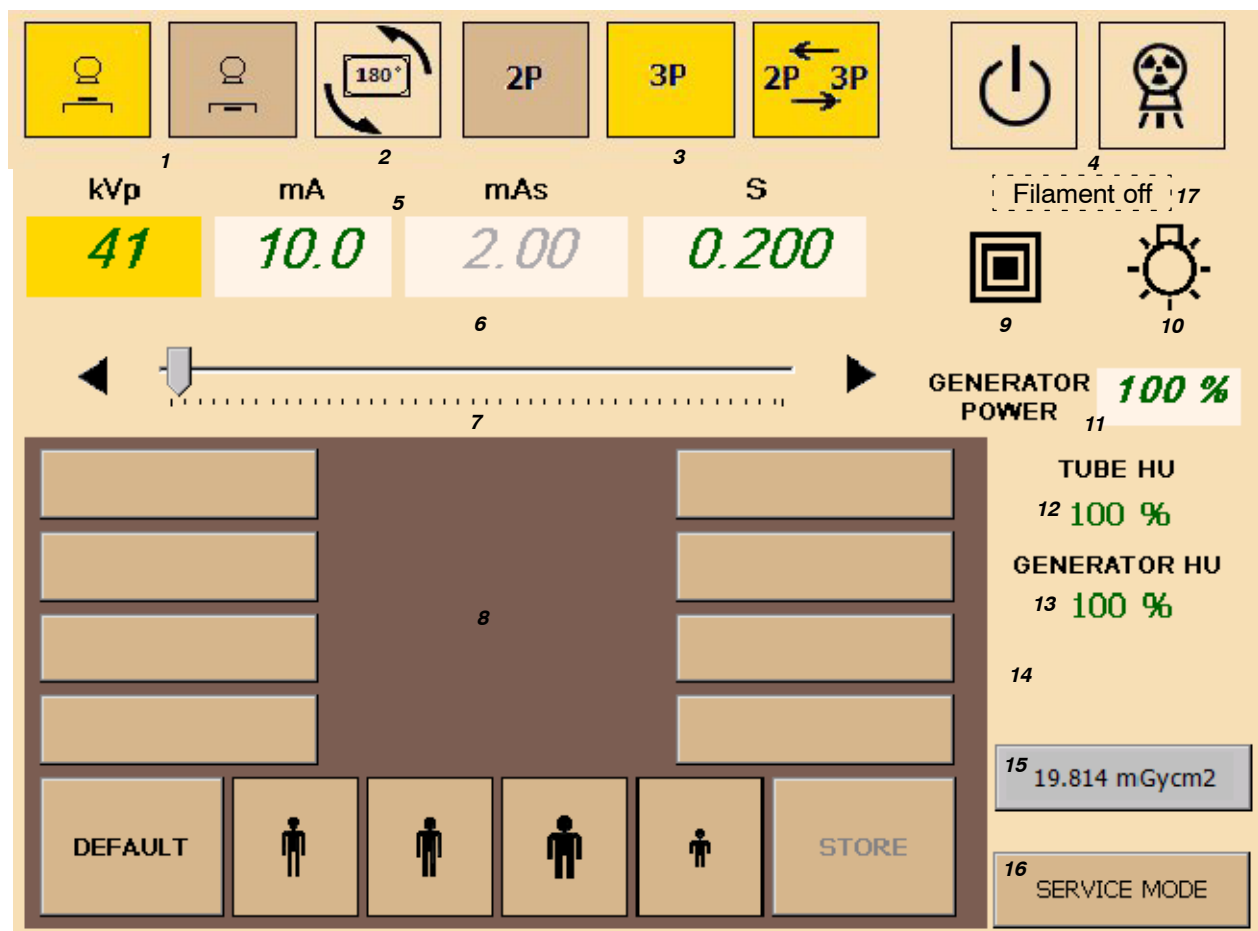 180°
2P
3P
2P 3P
1
2
3
4
kVp
mA
5
mAs
S
Filament off
17
41
10.0
2.00
0.200
6
9
10
7
GENERATOR
POWER
100 %
11
TUBE HU
12
100 %
GENERATOR HU
13
100 %
8
14
15
19.814 mGycm2
DEFAULT
STORE
16
SERVICE MODE